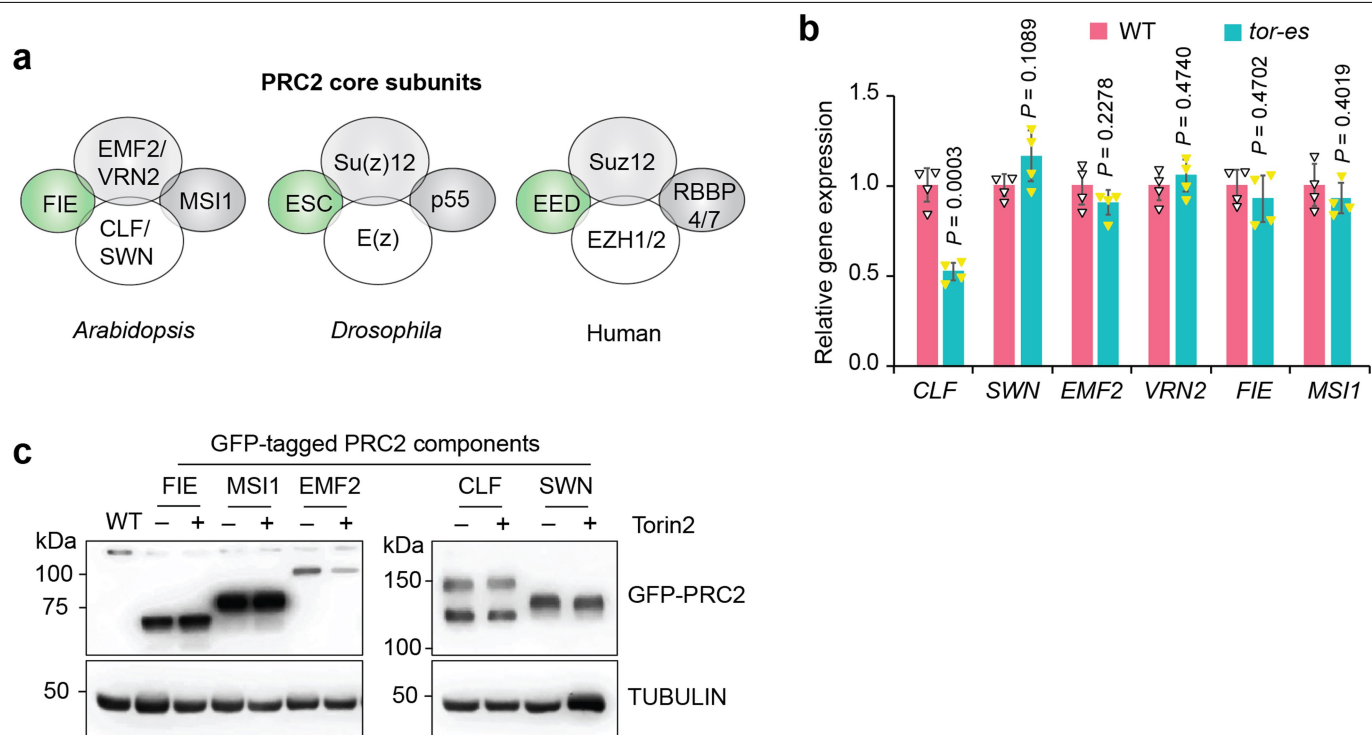 a
PRC2 core subunits
EMF2/
VRN2
FIE
MSI1
CLF/
SWN
Arabidopsis
Su(z)12
ESC
p55
E(z)
Drosophila
Suz12
EED
RBBP
4/7
EZH1/2
Human
b
WT
tor-es
Relative gene expression
1.5
1.0
0.5
0.0
P = 0.0003
P = 0.1089
P = 0.2278
P = 0.4740
P = 0.4702
P = 0.4019
CLF SWN EMF2 VRN2 FIE MSI1
c
GFP-tagged PRC2 components
FIE MSI1 EMF2 CLF SWN
WT – + – + – + – + – + Torin2
kDa
100
75
50
kDa
150
100
50
GFP-PRC2
TUBULIN